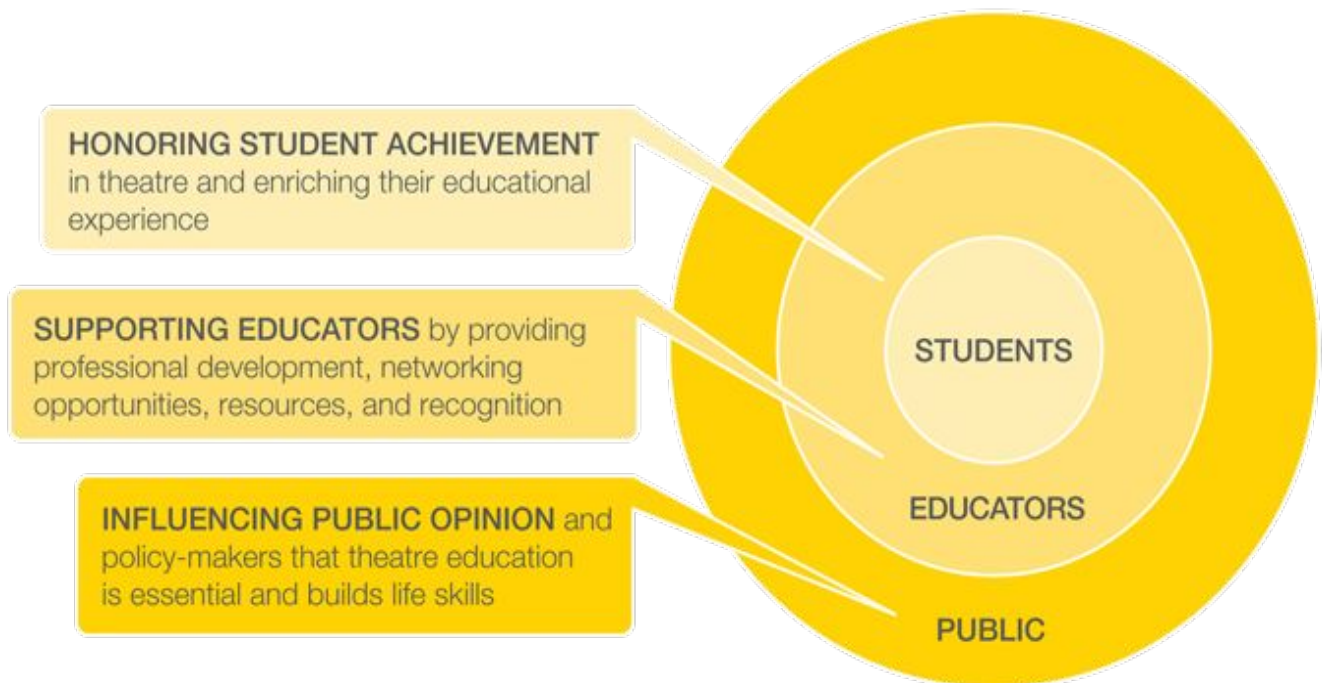 HONORING STUDENT ACHIEVEMENT
in theatre and enriching their educational
experience
SUPPORTING EDUCATORS by providing
professional development, networking
opportunities, resources, and recognition
INFLUENCING PUBLIC OPINION and
policy-makers that theatre education
is essential and builds life skills
STUDENTS
EDUCATORS
PUBLIC